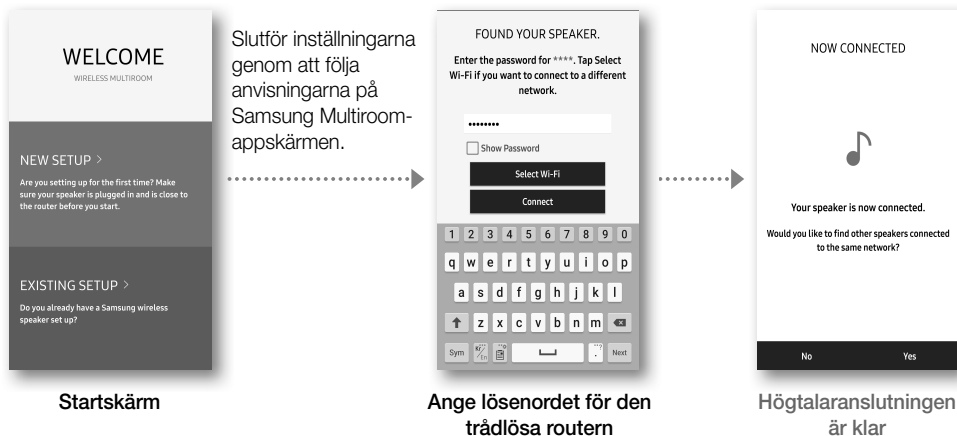 WELCOME
WIRELESS MULTIROOM
NEW SETUP >
Are you setting up for the first time? Make
sure your speaker is plugged in and is close to
the router before you start.
EXISTING SETUP >
Do you already have a Samsung wireless
speaker set up?
Startskärm
Slutför inställningarna
genom att följa
anvisningarna på
Samsung Multiroom-
appskärmen.
FOUND YOUR SPEAKER.
Enter the password for ****. Tap Select
Wi-Fi if you want to connect to a different
network.
••••••••
Show Password
Select Wi-Fi
Connect
1 2 3 4 5 6 7 8 9 0
q w e r t y u i o p
a s d f g h j k l
z x c v b n m
Sym En . Next
Ange lösenordet för den
trådlösa routern
NOW CONNECTED
Your speaker is now connected.
Would you like to find other speakers connected
to the same network?
No Yes
Högtalaranslutningen
är klar